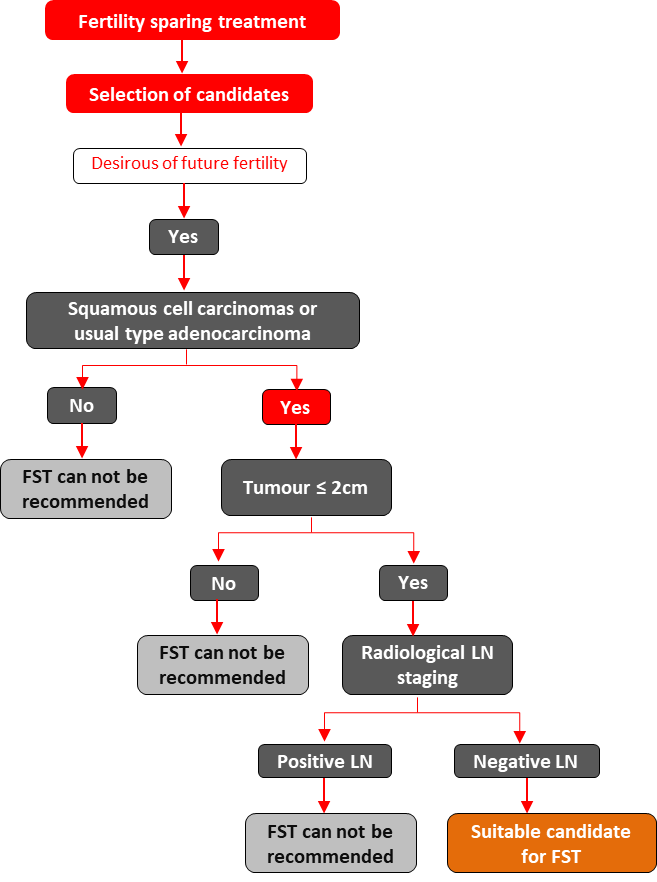 Fertility sparing treatment
Selection of candidates
Desirous of future fertility
Yes
Squamous cell carcinomas or
usual type adenocarcinoma
No
Yes
FST can not be
recommended
Tumour ≤ 2cm
No
Yes
FST can not be
recommended
Radiological LN
staging
Positive LN
Negative LN
FST can not be
recommended
Suitable candidate
for FST